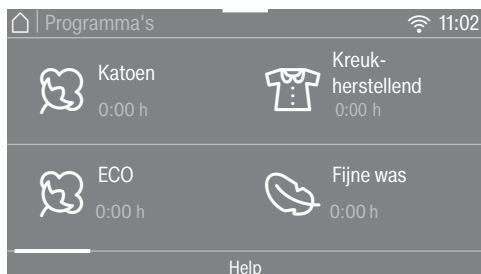 Programma's 11:02
Katoen
0:00 h
Kreuk-
herstellend
0:00 h
ECO
0:00 h
Fijne was
0:00 h
Help